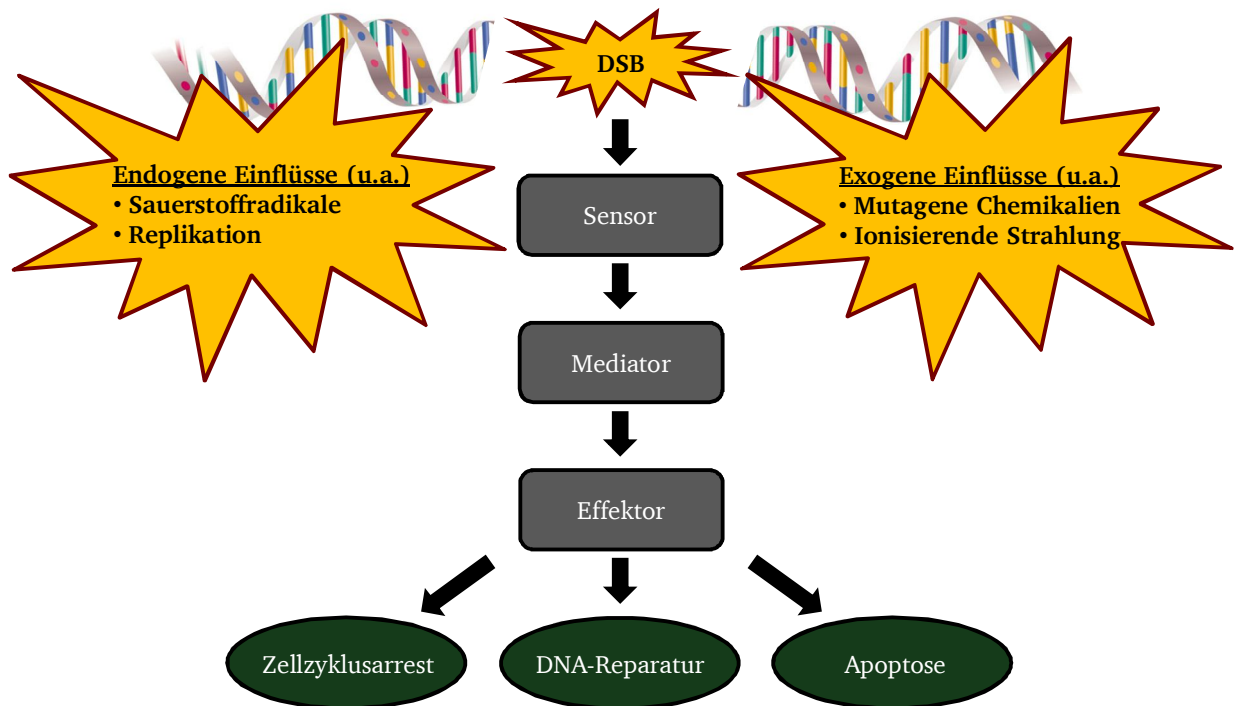 DSB
Endogene Einflüsse (u.a.)
• Sauerstoffradikale
• Replikation
Exogene Einflüsse (u.a.)
• Mutagene Chemikalien
• Ionisierende Strahlung
Sensor
Mediator
Effektor
Zellzyklusarrest
DNA-Reparatur
Apoptose